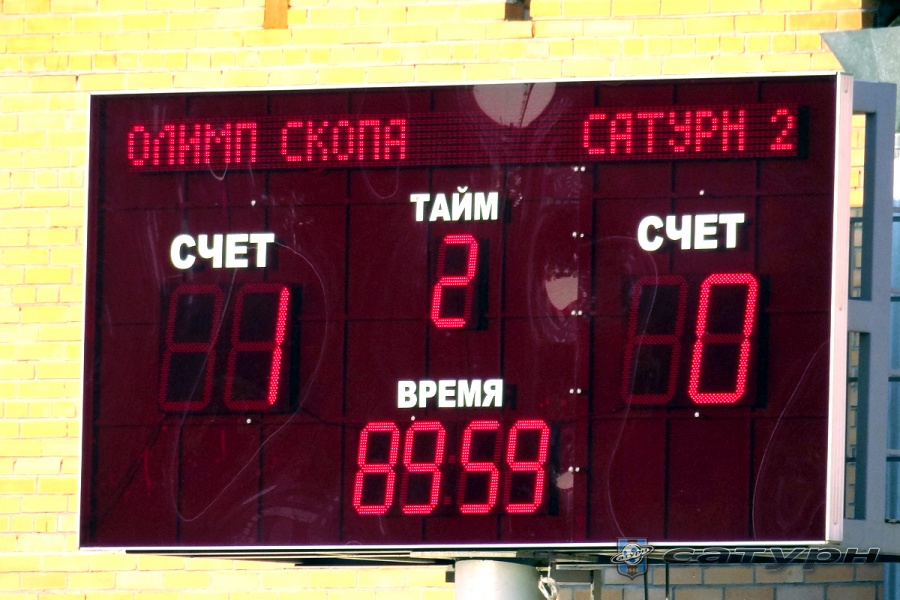 ОЛИМП СКОПА САТУРН 2
ТАЙМ
СЧЕТ 2 СЧЕТ
1 0
ВРЕМЯ
89 59
сатурн